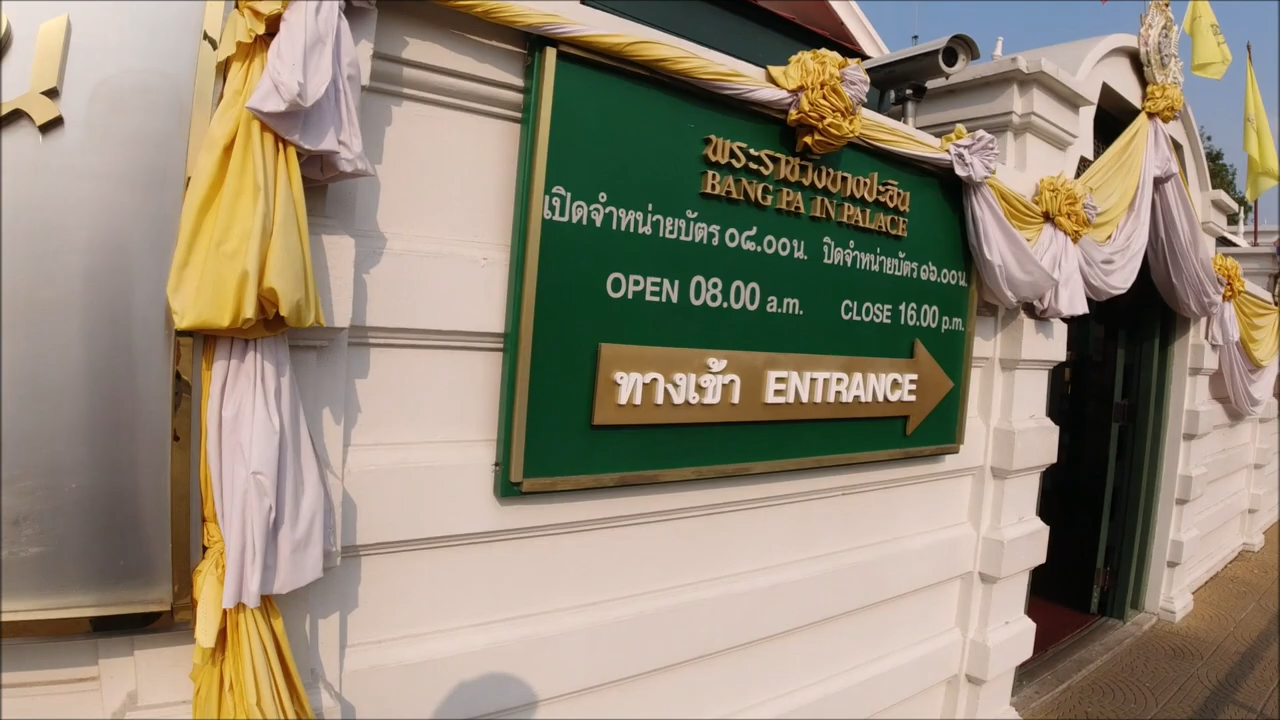 พระราชวังบางปะอิน
BANG PA IN PALACE
เปิดจำหน่ายบัตร ๐๘.๐๐น. ปิดจำหน่ายบัตร ๑๖.๐๐น.
OPEN 08.00 a.m. CLOSE 16.00 p.m.
ทางเข้า ENTRANCE